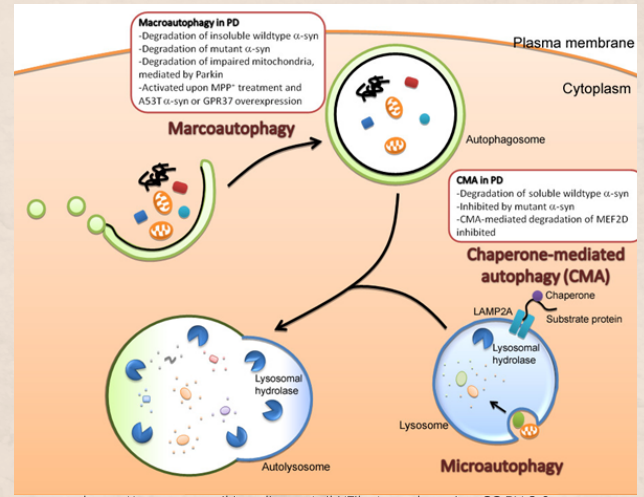 Macroautophagy in PD
-Degradation of insoluble wildtype α-syn
-Degradation of mutant α-syn
-Degradation of impaired mitochondria,
mediated by Parkin
-Activated upon MPP⁺ treatment and
A53T α-syn or GPR37 overexpression
Plasma membrane
Cytoplasm
Marcoautophagy
Autophagosome
CMA in PD
-Degradation of soluble wildtype α-syn
-Inhibited by mutant α-syn
-CMA-mediated degradation of MEF2D
inhibited
Chaperone-mediated
autophagy (CMA)
Chaperone
LAMP2A
Substrate protein
Lysosomal
hydrolase
Lysosomal
hydrolase
Lysosome
Autolysosome
Microautophagy